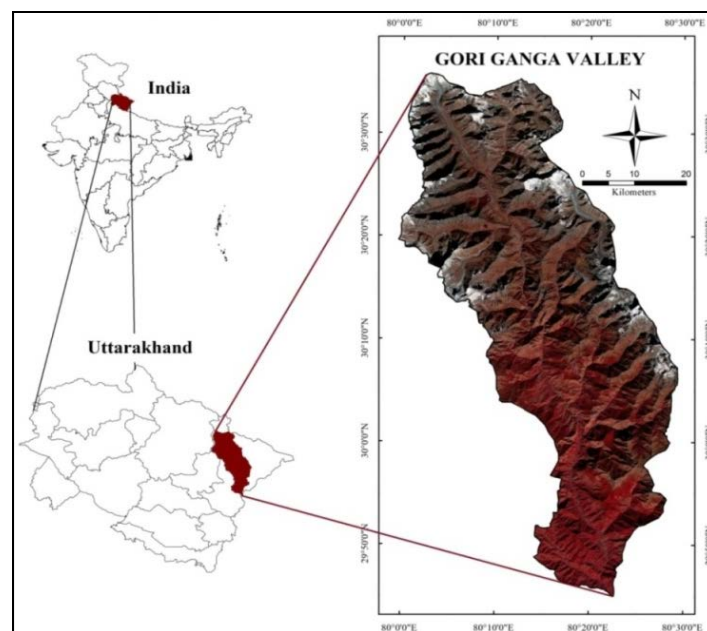 80°0'0"E
80°10'0"E
80°20'0"E
80°30'0"E
GORI GANGA VALLEY
India
N
0 5 10 20
Kilometers
30°30'0"N
30°20'0"N
Uttarakhand
30°10'0"N
30°0'0"N
29°50'0"N
80°0'0"E
80°10'0"E
80°20'0"E
80°30'0"E